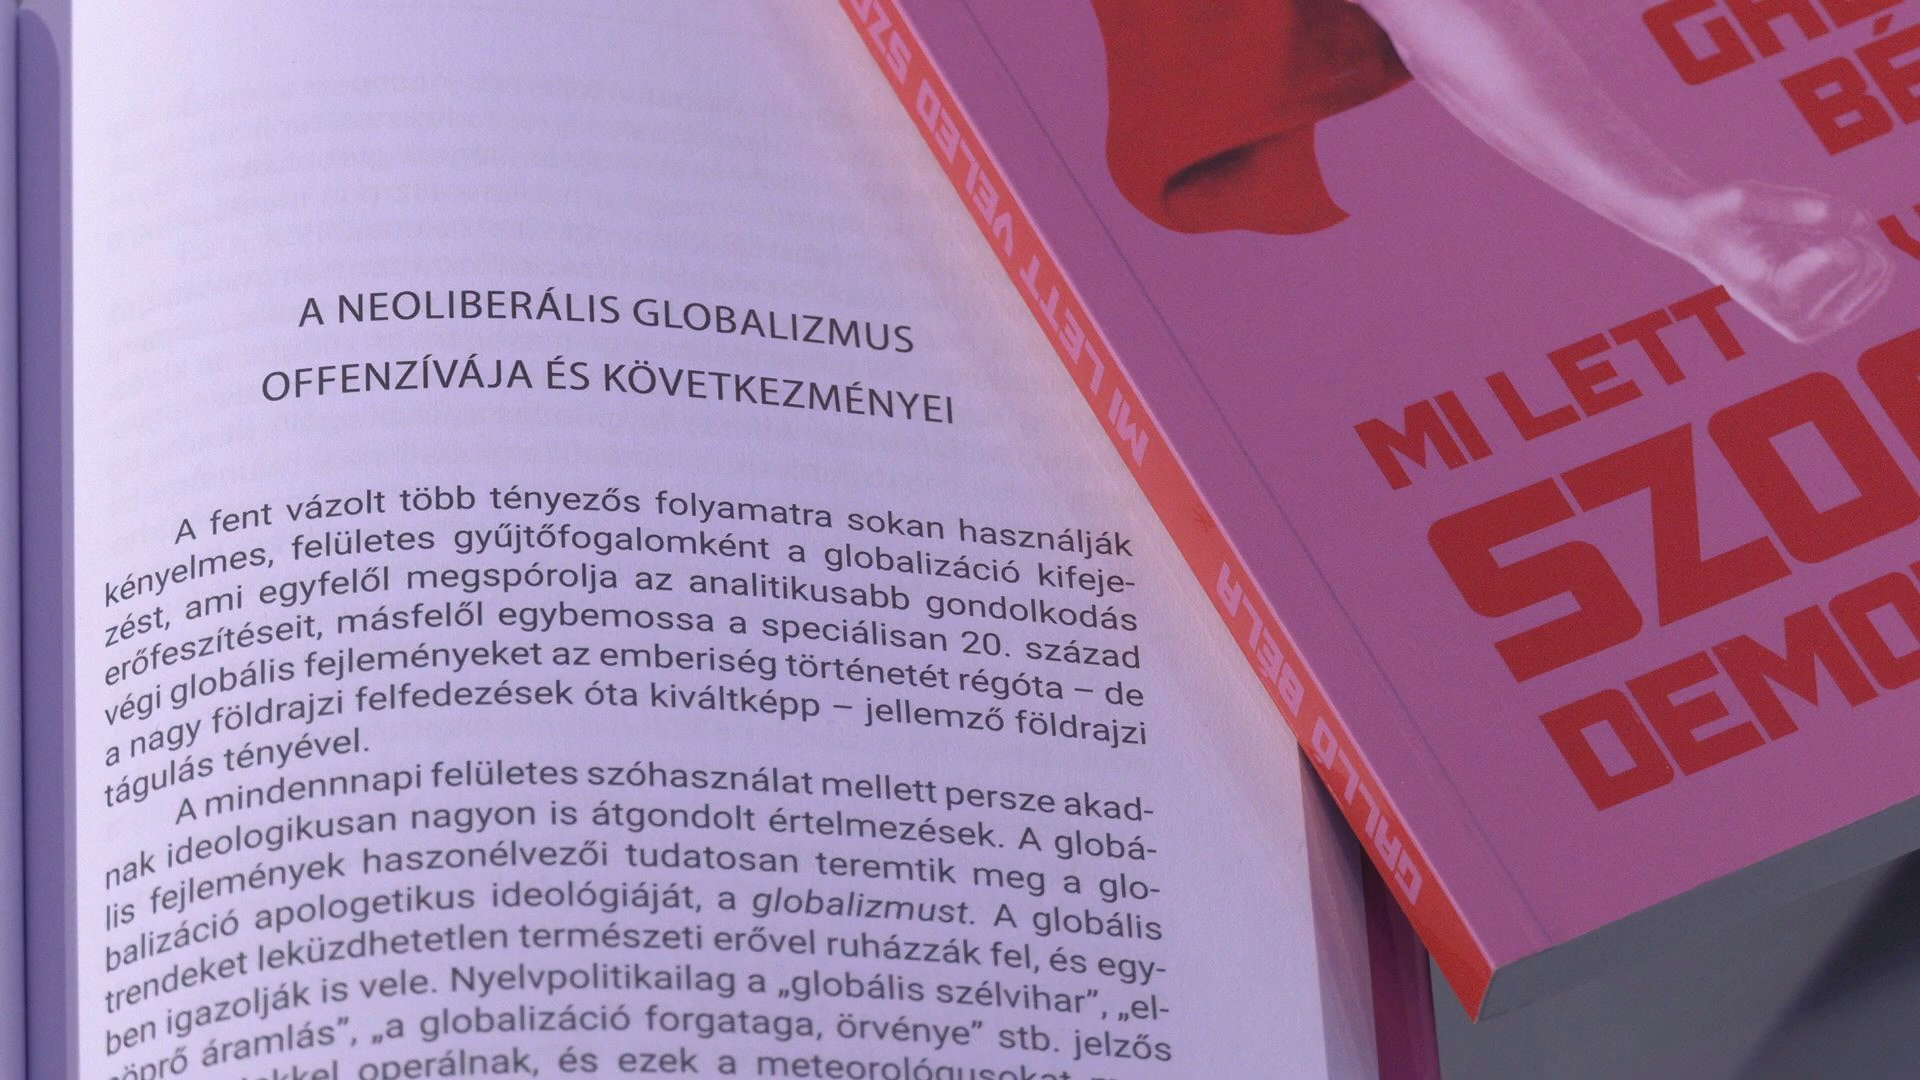 A NEOLIBERÁLIS GLOBALIZMUS
OFFENZÍVÁJA ÉS KÖVETKEZMÉNYEI
A fent vázolt több tényezős folyamatra sokan használják
kényelmes, felületes gyűjtőfogalomként a globalizáció kifeje-
zést, ami egyfelől megspórolja az analitikusabb gondolkodás
erőfeszítéseit, másfelől egybemossa a speciálisan 20. század
végi globális fejleményeket az emberiség történetét régóta – de
a nagy földrajzi felfedezések óta kiváltképp – jellemző földrajzi
tágulás tényével.
A mindennnapi felületes szóhasználat mellett persze akad-
nak ideologikusan nagyon is átgondolt értelmezések. A globá-
lis fejlemények haszonélvezői tudatosan teremtik meg a glo-
balizáció apologetikus ideológiáját, a globalizmust. A globális
trendeket leküzdhetetlen természeti erővel ruházzák fel, és egy-
ben igazolják is vele. Nyelvpolitikailag a „globális szélvihar”, „el-
söprő áramlás”, „a globalizáció forgataga, örvénye” stb. jelzős
operálnak, és ezek a
GALLÓ BÉLA * MI LETT VELED SZO
BÉ
MI LETT
SZO
DEMO